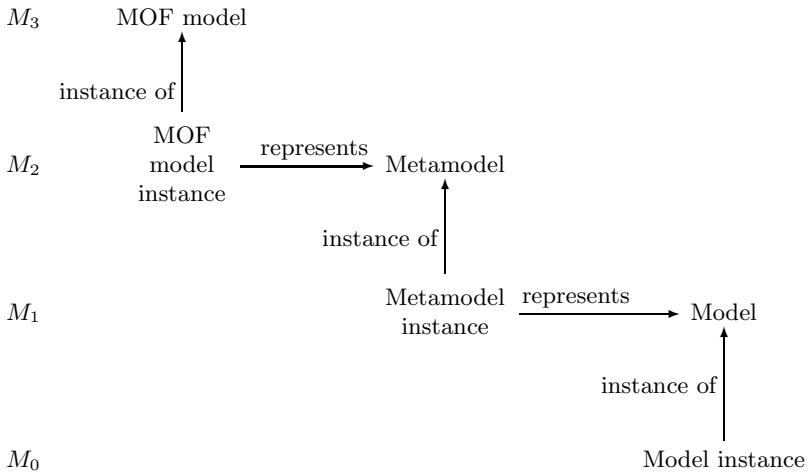 M₃ MOF model
instance of
MOF
model
instance
M₂
represents
Metamodel
instance of
M₁
Metamodel
instance
represents
Model
instance of
M₀ Model instance